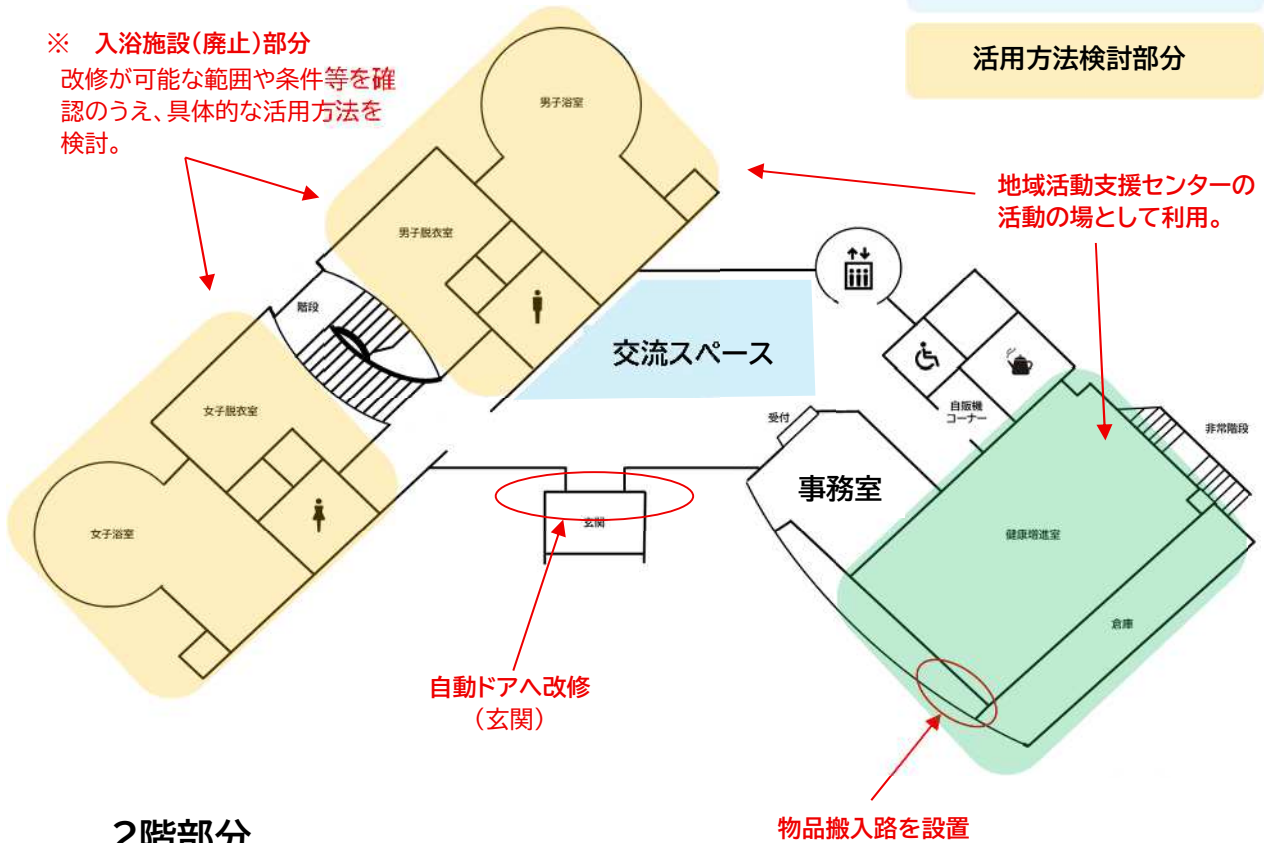 ※ 入浴施設(廃止)部分
改修が可能な範囲や条件等を確
認のうえ、具体的な活用方法を
検討。
活用方法検討部分
男子浴室
地域活動支援センターの
活動の場として利用。
男子脱衣室
階段
交流スペース
女子脱衣室
受付
自販機
コーナー
非常階段
事務室
女子浴室
玄関
健康増進室
倉庫
自動ドアへ改修
(玄関)
物品搬入路を設置
2階部分